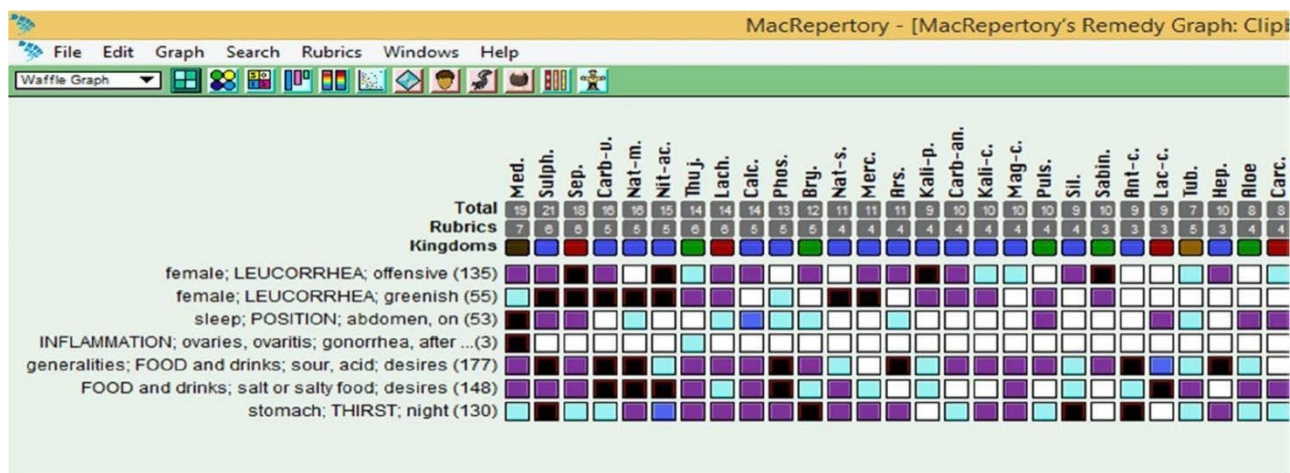 MacRepertory - [MacRepertory's Remedy Graph: Clip
File Edit Graph Search Rubrics Windows Help
Waffle Graph
Med. Sulph. Sep. Carb-v. Nat-m. Nit-ac. Thuj. Lach. Calc. Phos. Bry. Nat-s. Merc. Ars. Kali-p. Carb-an. Kali-c. Mag-c. Puls. Sil. Sabin. Ant-c. Lac-c. Tub. Hep. Aloe Carc.
Total 19 21 18 16 16 15 14 14 14 13 12 11 11 11 9 10 10 10 10 9 10 9 9 9 10 8 8
Rubrics 7 6 6 5 5 5 6 6 5 5 5 4 4 4 4 4 4 4 4 4 3 3 3 5 3 4 4
Kingdoms
female; LEUCORRHEA; offensive (135)
female; LEUCORRHEA; greenish (55)
sleep; POSITION; abdomen, on (53)
INFLAMMATION; ovaries, ovaritis; gonorrhea, after ...(3)
generalities; FOOD and drinks; sour, acid; desires (177)
FOOD and drinks; salt or salty food; desires (148)
stomach; THIRST; night (130)